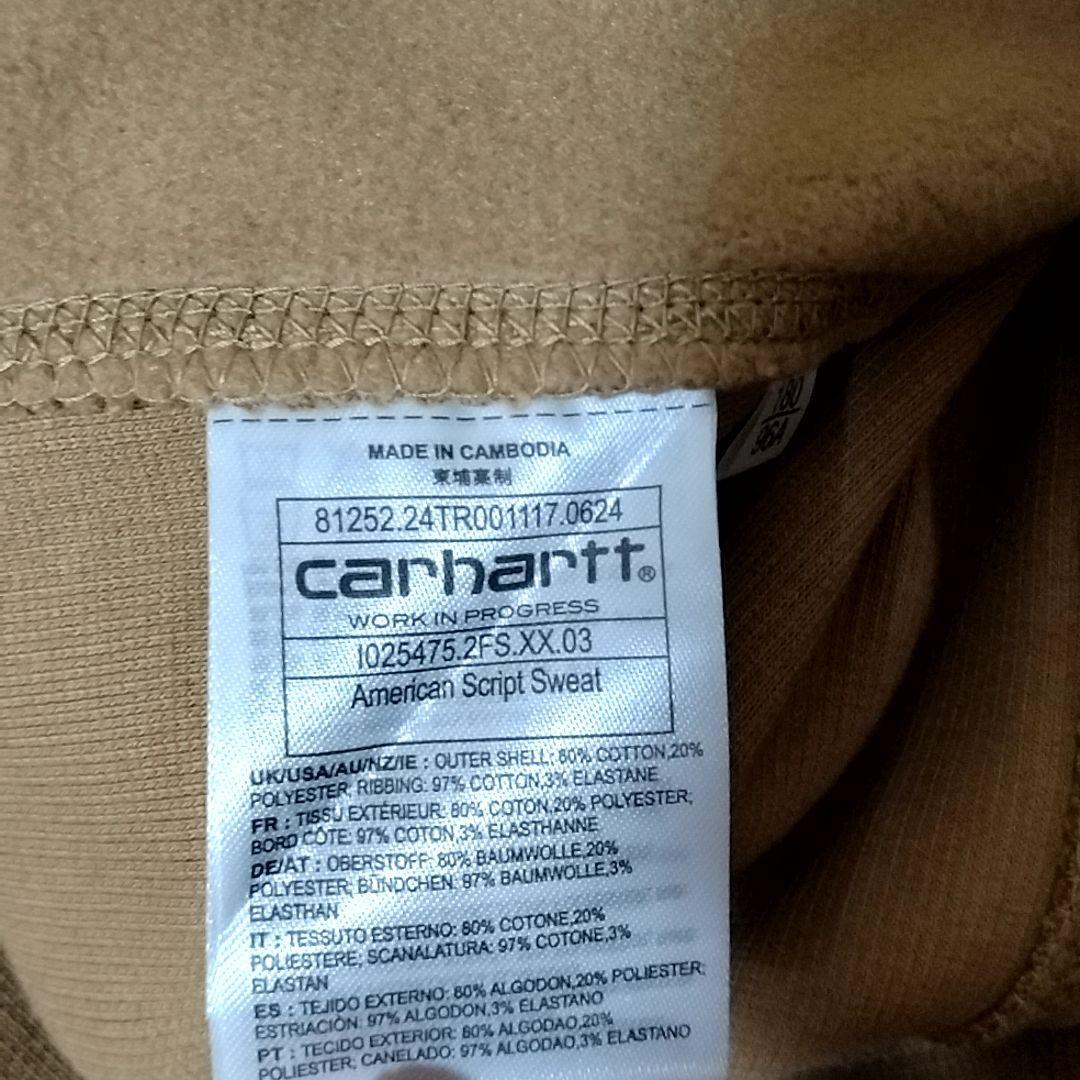 MADE IN CAMBODIA
柬埔寨制
81252.24TR001117.0624
carhartt®
WORK IN PROGRESS
I025475.2FS.XX.03
American Script Sweat
UK/USA/AU/NZ/IE : OUTER SHELL: 80% COTTON,20%
POLYESTER; RIBBING: 97% COTTON,3% ELASTANE
FR : TISSU EXTÉRIEUR: 80% COTON,20% POLYESTER;
BORD CÔTE: 97% COTON,3% ELASTHANNE
DE/AT : OBERSTOFF: 80% BAUMWOLLE,20%
POLYESTER; BÜNDCHEN: 97% BAUMWOLLE,3%
ELASTHAN
IT : TESSUTO ESTERNO: 80% COTONE,20%
POLIESTERE; SCANALATURA: 97% COTONE,3%
ELASTAN
ES : TEJIDO EXTERNO: 80% ALGODON,20% POLIESTER;
ESTRIACIÓN: 97% ALGODON,3% ELASTANO
PT : TECIDO EXTERIOR: 80% ALGODAO,20%
POLIESTER; CANELADO: 97% ALGODAO,3% ELASTANO
180
96A